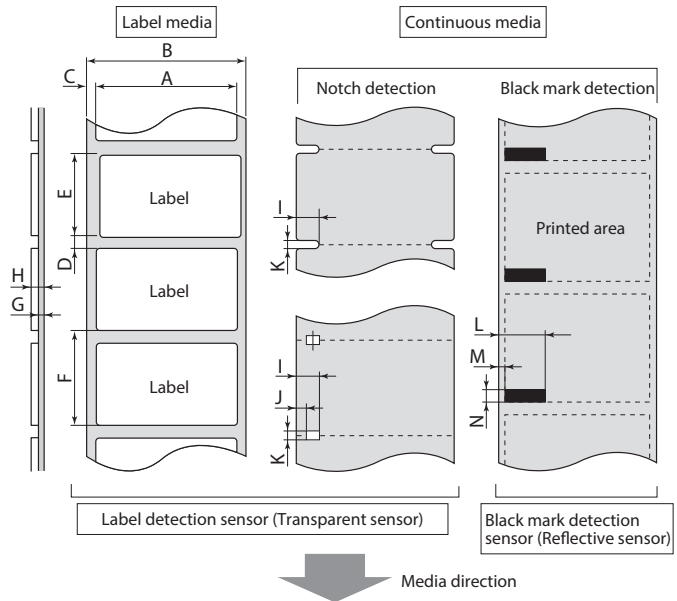 Label media
Continuous media
B
C
A
Notch detection
Black mark detection
E
Label
I
K
Printed area
D
H
G
Label
L
M
N
F
Label
I
J
K
Label detection sensor (Transparent sensor)
Black mark detection
sensor (Reflective sensor)
Media direction